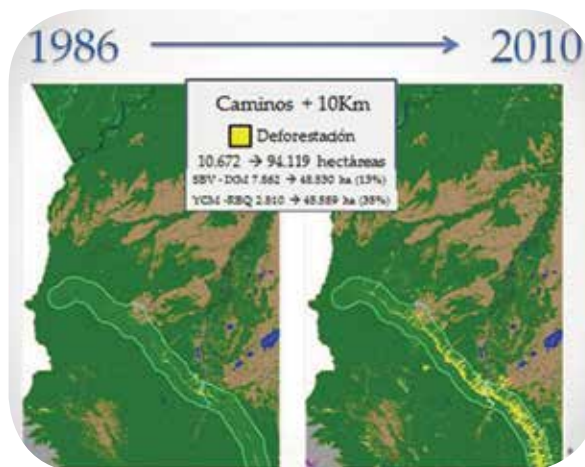 1986 → 2010
Caminos + 10Km
Deforestación
10.672 → 94.119 hectáreas
SBV - DGM 7.862 → 48.530 ha (13%)
YCM -RBQ 2.810 → 45.589 ha (35%)